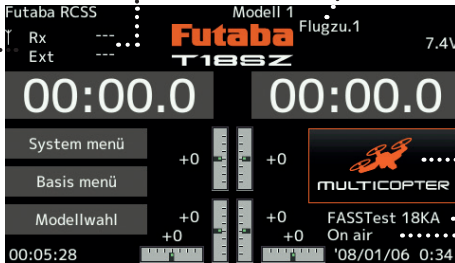 Futaba RCSS Modell 1
Flugzu.1
Rx ---
Ext ---
Futaba
T18SZ
7.4V
00:00.0 00:00.0
System menü
Basis menü
Modellwahl
+0 +0
MULTICOPTER
+0 +0
+0 +0
FASSTest 18KA
On air
00:05:28 '08/01/06 0:34